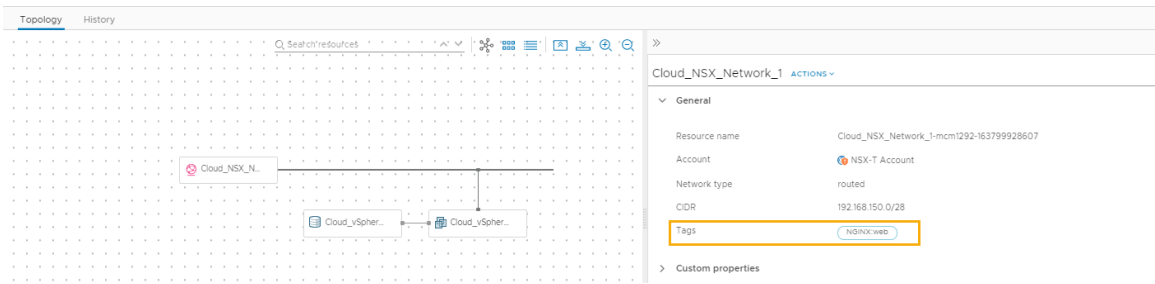 Topology History
Search resources
Cloud_NSX_N...
Cloud_vSpher...
Cloud_vSpher...
Cloud_NSX_Network_1 ACTIONS
General
Resource name Cloud_NSX_Network_1-mcm1292-163799928607
Account NSX-T Account
Network type routed
CIDR 192.168.150.0/28
Tags NGINX:web
Custom properties